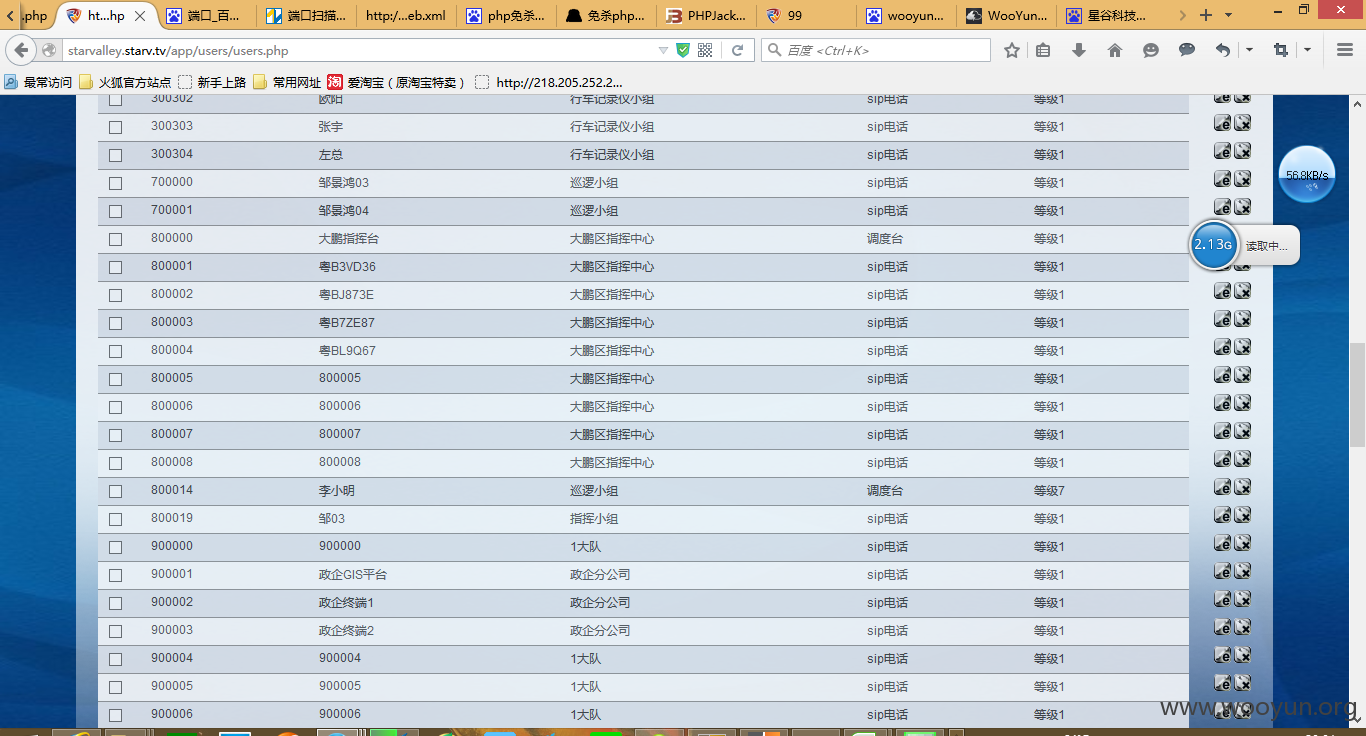 .php ht...hp 端口_百... 端口扫描... http:/...eb.xml php免杀... 免杀php... PHPJack... 99 wooyun... WooYun... 星谷科技...
starvalley.starv.tv/app/users/users.php 百度 <Ctrl+K>
最常访问 火狐官方站点 新手上路 常用网址 淘 爱淘宝（原淘宝特卖） http://218.205.252.2...
300302 欧阳 行车记录仪小组 sip电话 等级1
300303 张宇 行车记录仪小组 sip电话 等级1
300304 左总 行车记录仪小组 sip电话 等级1
700000 邹景鸿03 巡逻小组 sip电话 等级1
56.8KB/s
700001 邹景鸿04 巡逻小组 sip电话 等级1
800000 大鹏指挥台 大鹏区指挥中心 调度台 等级1
2.13G 读取中...
800001 粤B3VD36 大鹏区指挥中心 sip电话 等级1
800002 粤BJ873E 大鹏区指挥中心 sip电话 等级1
800003 粤B7ZE87 大鹏区指挥中心 sip电话 等级1
800004 粤BL9Q67 大鹏区指挥中心 sip电话 等级1
800005 800005 大鹏区指挥中心 sip电话 等级1
800006 800006 大鹏区指挥中心 sip电话 等级1
800007 800007 大鹏区指挥中心 sip电话 等级1
800008 800008 大鹏区指挥中心 sip电话 等级1
800014 李小明 巡逻小组 调度台 等级7
800019 邹03 指挥小组 sip电话 等级1
900000 900000 1大队 sip电话 等级1
900001 政企GIS平台 政企分公司 sip电话 等级1
900002 政企终端1 政企分公司 sip电话 等级1
900003 政企终端2 政企分公司 sip电话 等级1
900004 900004 1大队 sip电话 等级1
900005 900005 1大队 sip电话 等级1
900006 900006 1大队 sip电话 等级1
www.wooyun.org